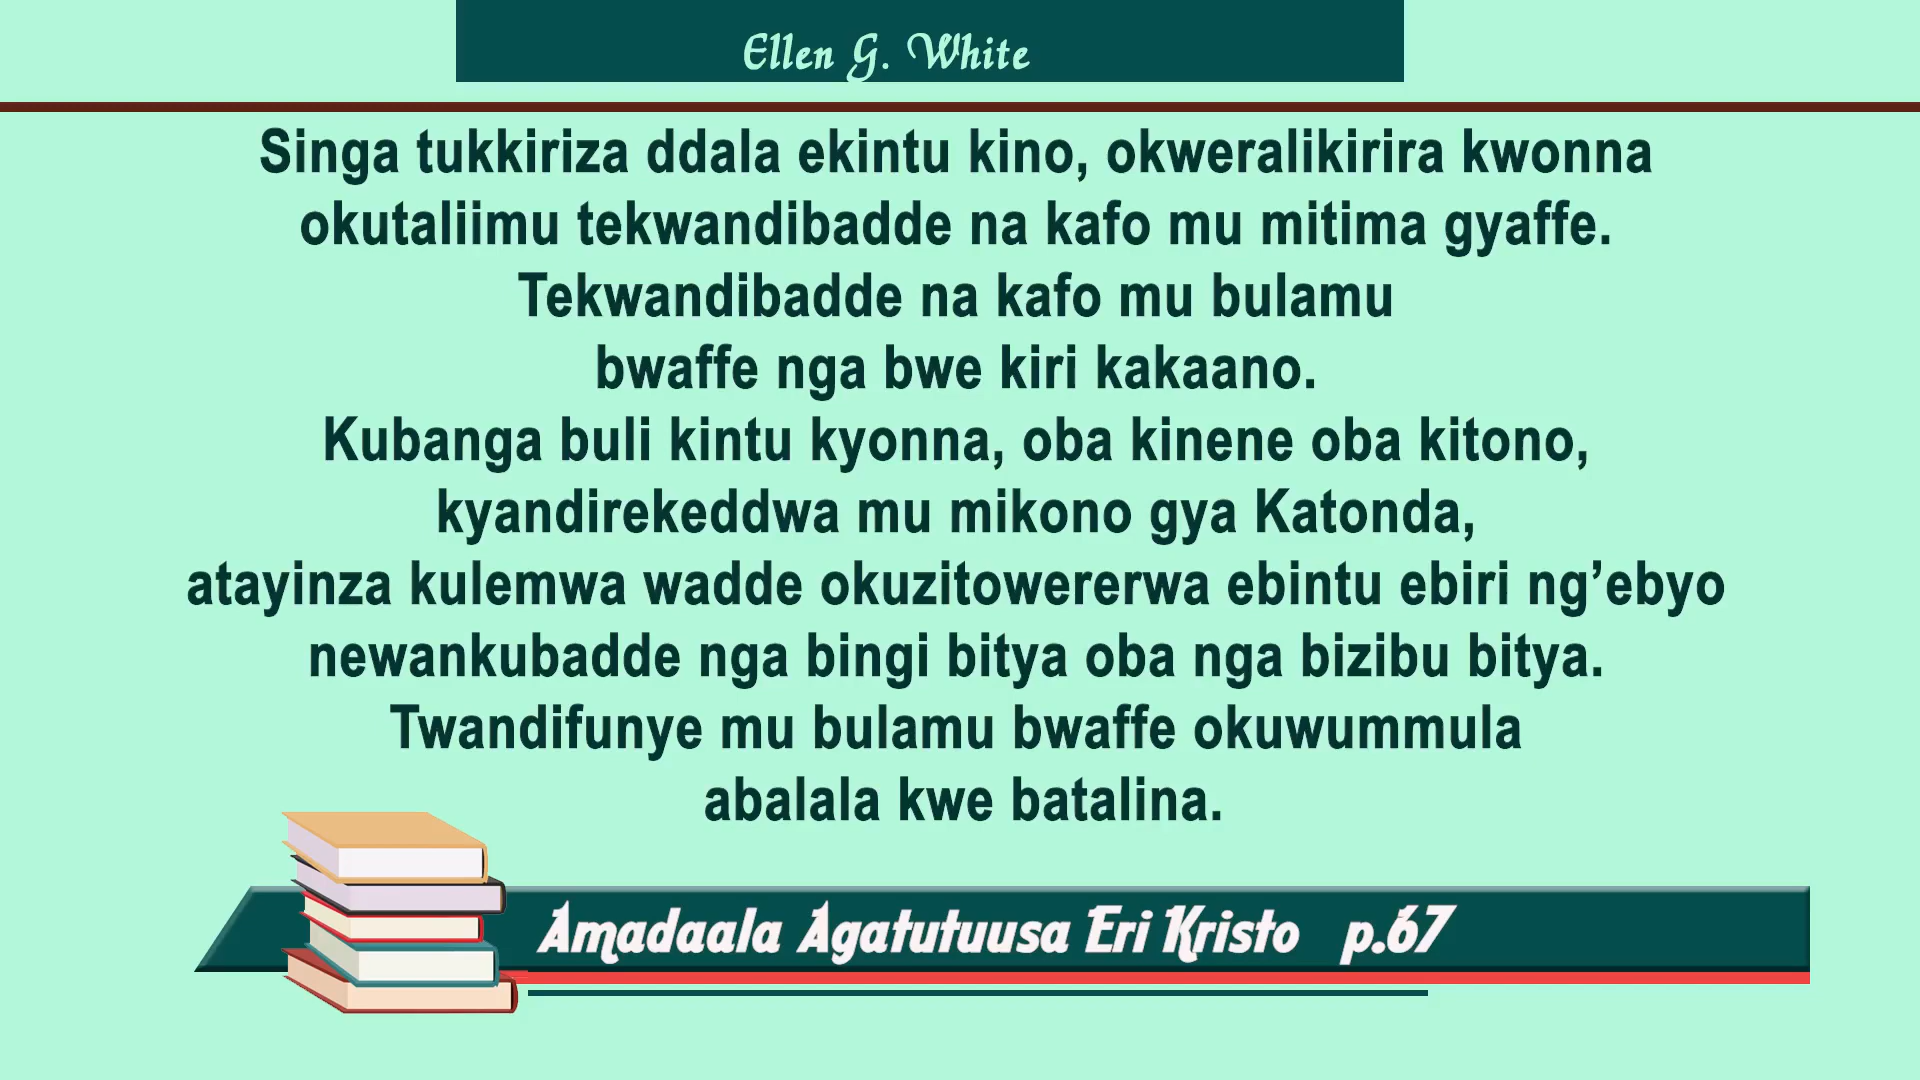 Ellen G. White
Singa tukkiriza ddala ekintu kino, okweralikirira kwonna
okutaliimu tekwandibadde na kafo mu mitima gyaffe.
Tekwandibadde na kafo mu bulamu
bwaffe nga bwe kiri kakaano.
Kubanga buli kintu kyonna, oba kinene oba kitono,
kyandirekeddwa mu mikono gya Katonda,
atayinza kulemwa wadde okuzitowererwa ebintu ebiri ng’ebyo
newankubadde nga bingi bitya oba nga bizibu bitya.
Twandifunye mu bulamu bwaffe okuwummula
abalala kwe batalina.
Amadaala Agatutuusa Eri Kristo p.67